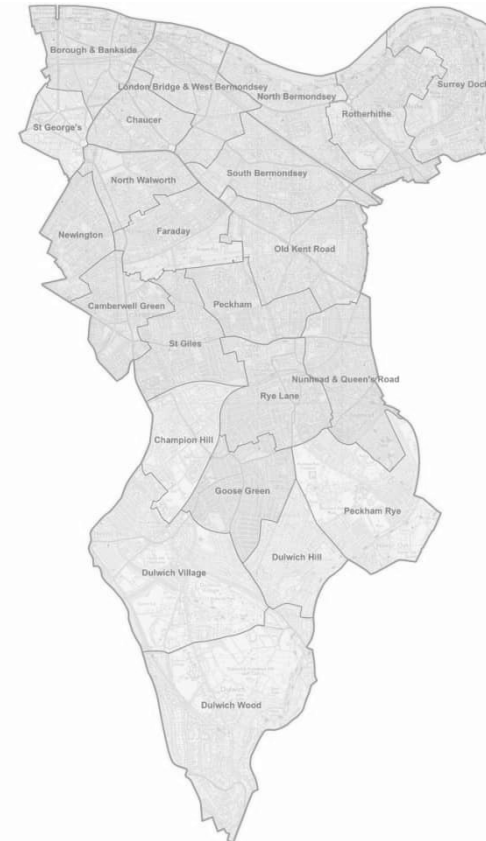 Borough & Bankside
London Bridge & West Bermondsey
North Bermondsey
Surrey Dock
Rotherhithe
St George's
Chaucer
South Bermondsey
North Walworth
Newington
Faraday
Old Kent Road
Camberwell Green
Peckham
St Giles
Nunhead & Queen's Road
Rye Lane
Champion Hill
Goose Green
Peckham Rye
Dulwich Hill
Dulwich Village
Dulwich Wood